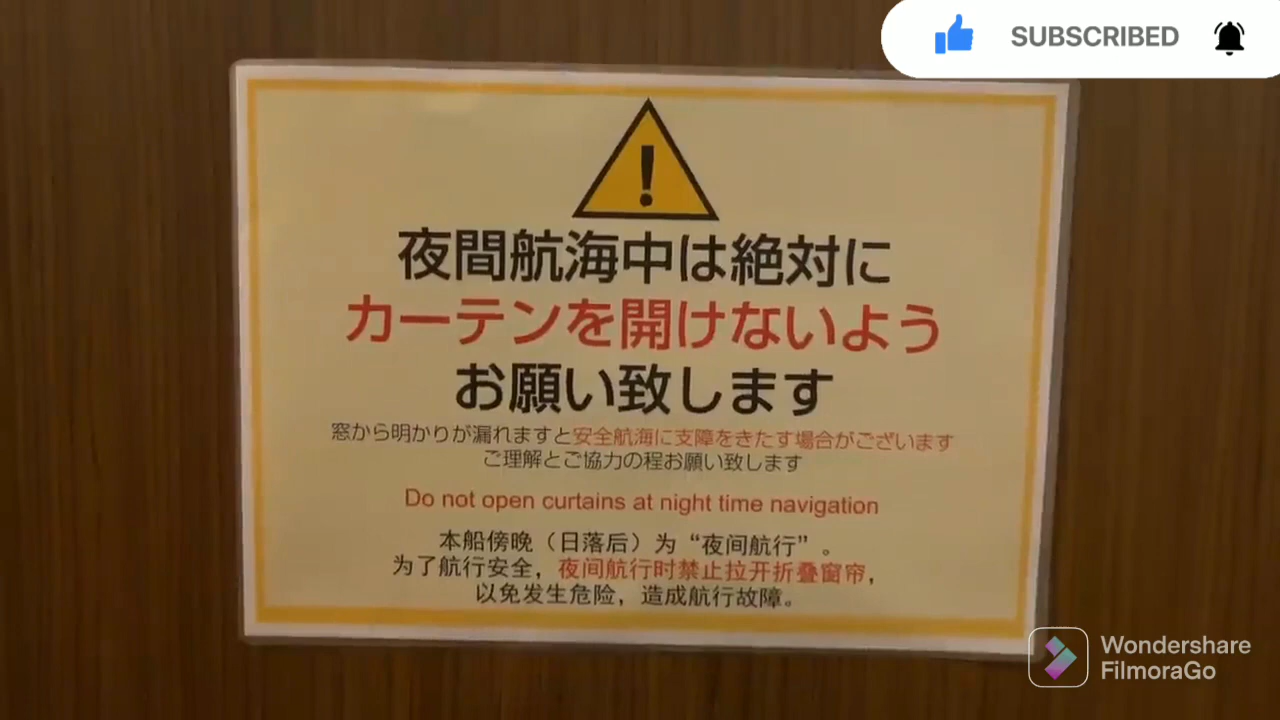 SUBSCRIBED
夜間航海中は絶対に
カーテンを開けないよう
お願い致します
窓から明かりが漏れますと安全航海に支障をきたす場合がございます
ご理解とご協力の程お願い致します
Do not open curtains at night time navigation
本船傍晚（日落后）为“夜间航行”。
为了航行安全，夜间航行时禁止拉开折叠窗帘，
以免发生危险，造成航行故障。
Wondershare
FilmoraGo